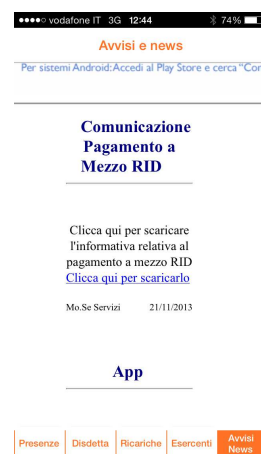 vodafone IT 3G 12:44 74%
Avvisi e news
Per sistemi Android:Accedi al Play Store e cerca "Cor
Comunicazione
Pagamento a
Mezzo RID
Clicca qui per scaricare
l'informativa relativa al
pagamento a mezzo RID
Clicca qui per scaricarlo
Mo.Se Servizi 21/11/2013
App
Presenze Disdetta Ricariche Esercenti Avvisi
News